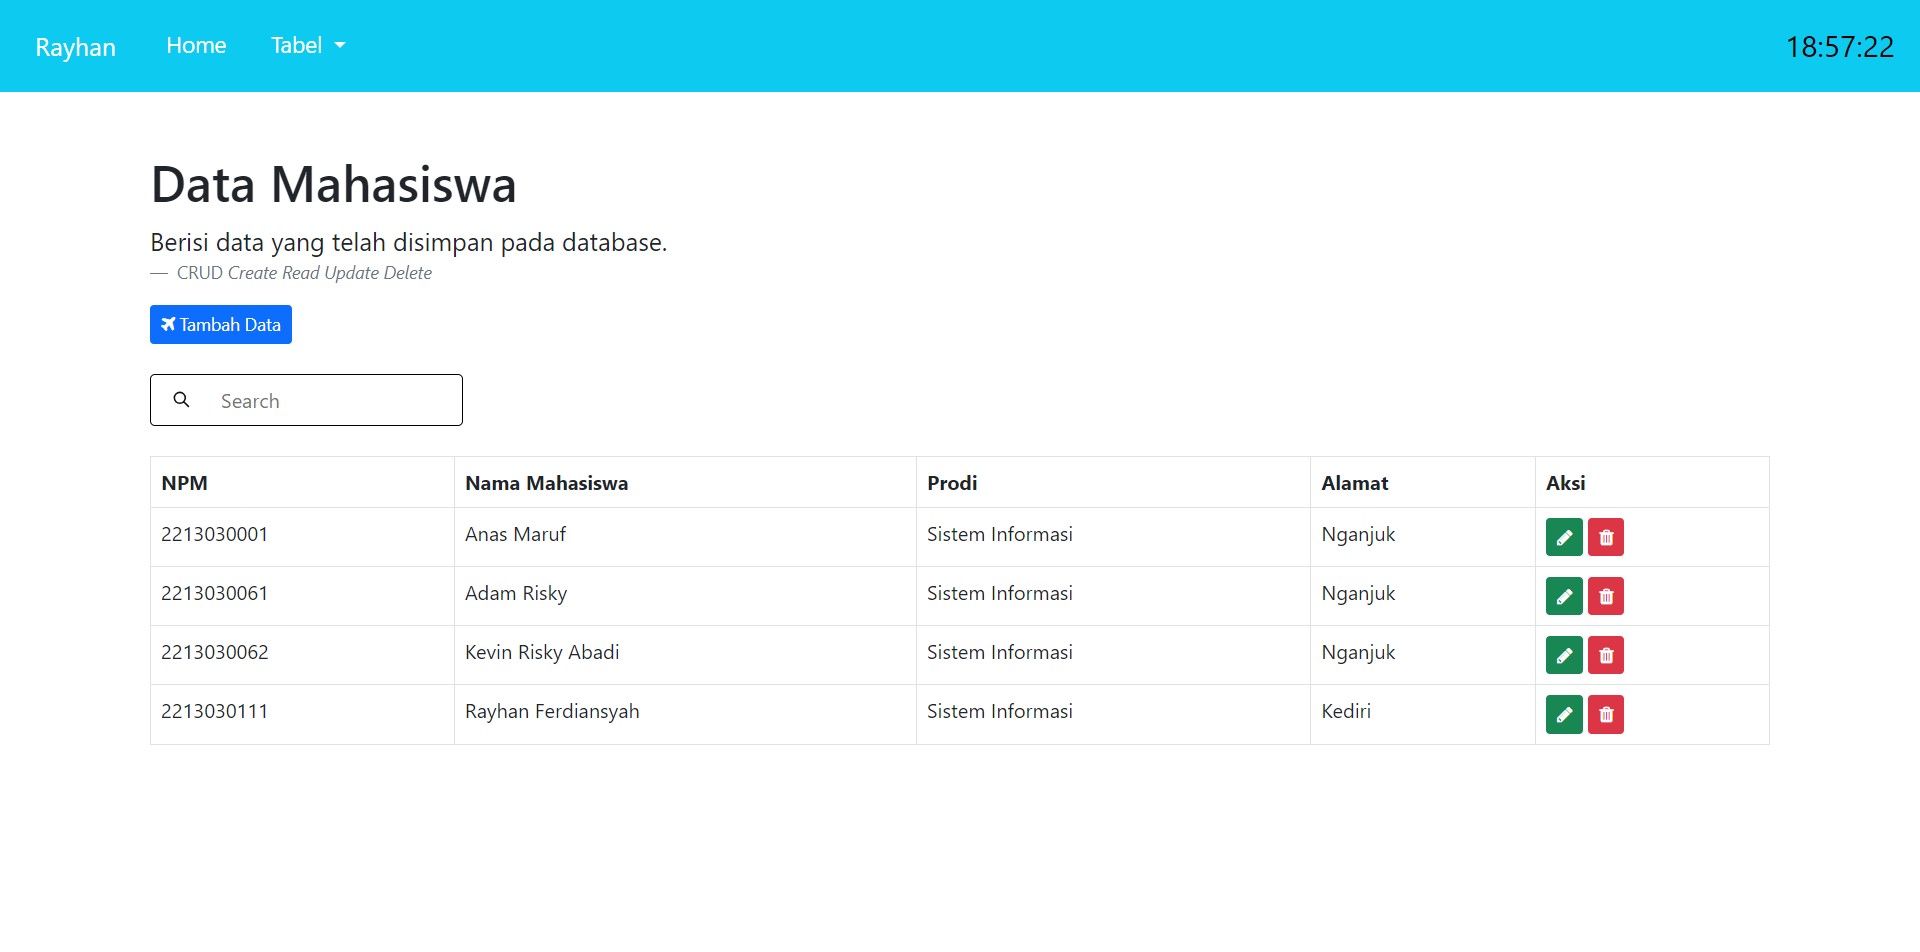 Rayhan Home Tabel 18:57:22
Data Mahasiswa
Berisi data yang telah disimpan pada database.
— CRUD Create Read Update Delete
Tambah Data
Search
NPM Nama Mahasiswa Prodi Alamat Aksi
2213030001 Anas Maruf Sistem Informasi Nganjuk
2213030061 Adam Risky Sistem Informasi Nganjuk
2213030062 Kevin Risky Abadi Sistem Informasi Nganjuk
2213030111 Rayhan Ferdiansyah Sistem Informasi Kediri